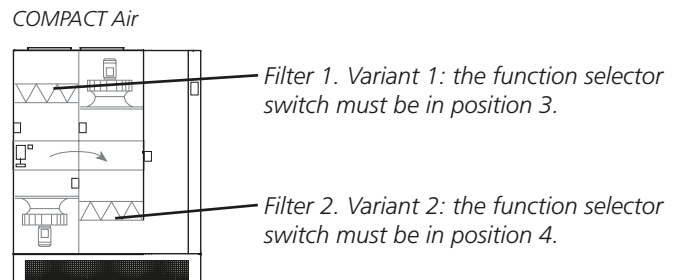 COMPACT Air
Filter 1. Variant 1: the function selector
switch must be in position 3.
Filter 2. Variant 2: the function selector
switch must be in position 4.